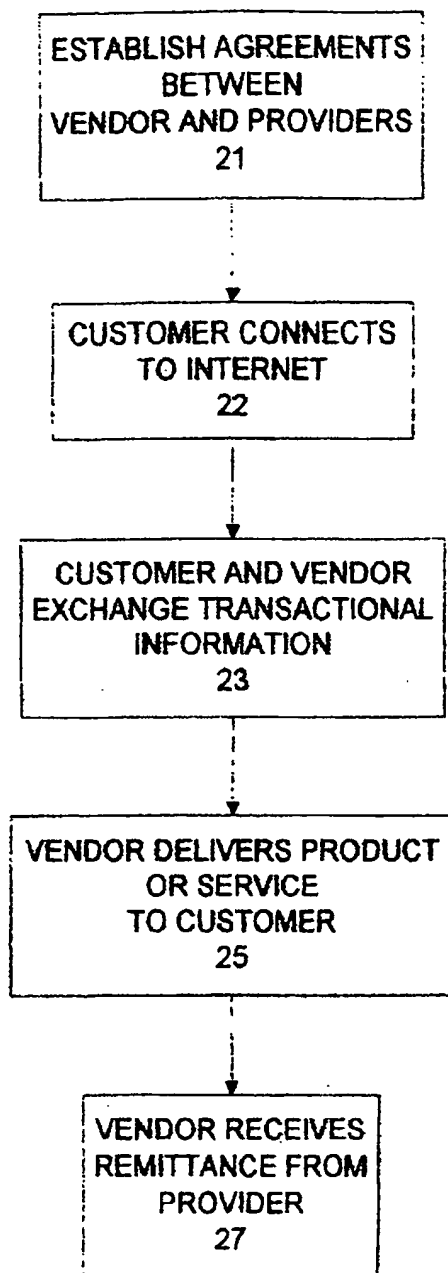 ESTABLISH AGREEMENTS
BETWEEN
VENDOR AND PROVIDERS
21
CUSTOMER CONNECTS
TO INTERNET
22
CUSTOMER AND VENDOR
EXCHANGE TRANSACTIONAL
INFORMATION
23
VENDOR DELIVERS PRODUCT
OR SERVICE
TO CUSTOMER
25
VENDOR RECEIVES
REMITTANCE FROM
PROVIDER
27